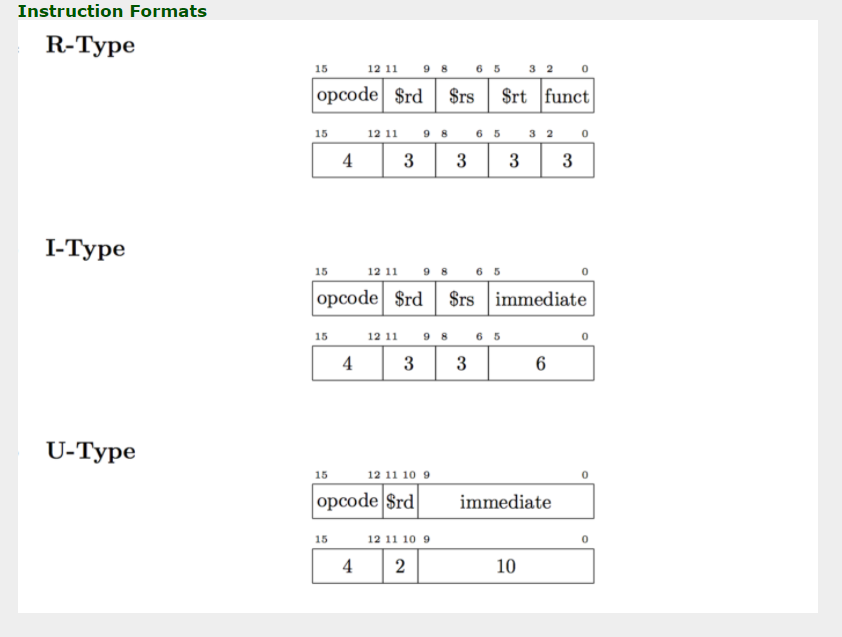 Instruction Formats
R-Type
15 12 11 9 8 6 5 3 2 0
opcode $rd $rs $rt funct
15 12 11 9 8 6 5 3 2 0
4 3 3 3 3
I-Type
15 12 11 9 8 6 5 0
opcode $rd $rs immediate
15 12 11 9 8 6 5 0
4 3 3 6
U-Type
15 12 11 10 9 0
opcode $rd immediate
15 12 11 10 9 0
4 2 10